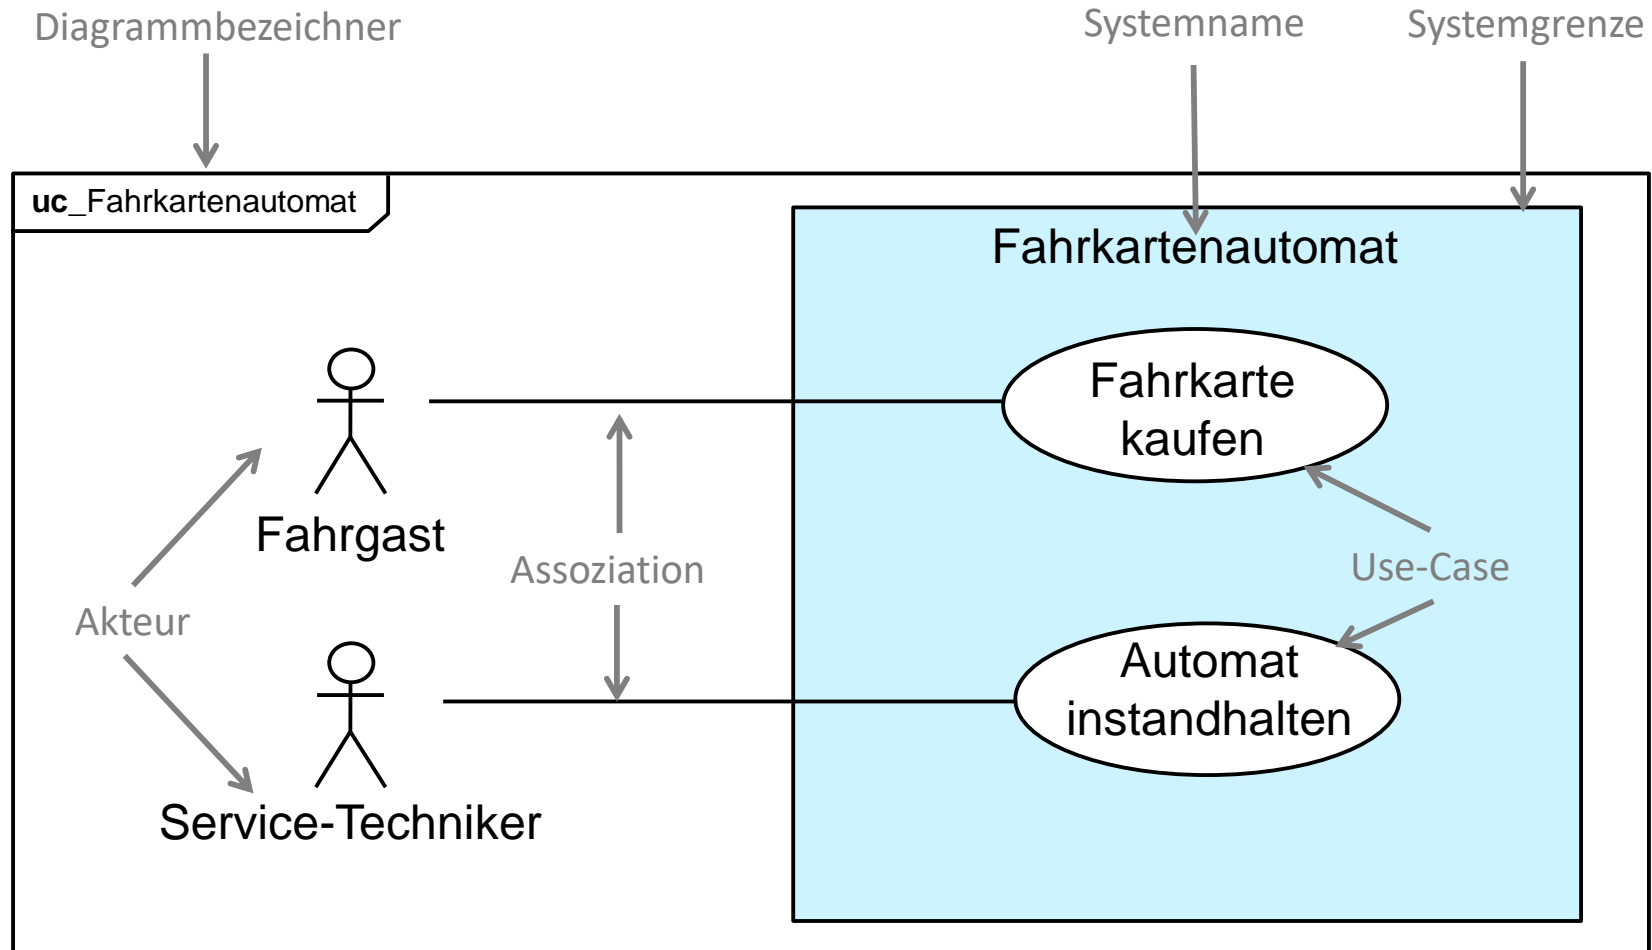 Diagrammbezeichner
Systemname
Systemgrenze
uc_Fahrkartenautomat
Fahrkartenautomat
Fahrkarte
kaufen
Fahrgast
Assoziation
Use-Case
Akteur
Automat
instandhalten
Service-Techniker